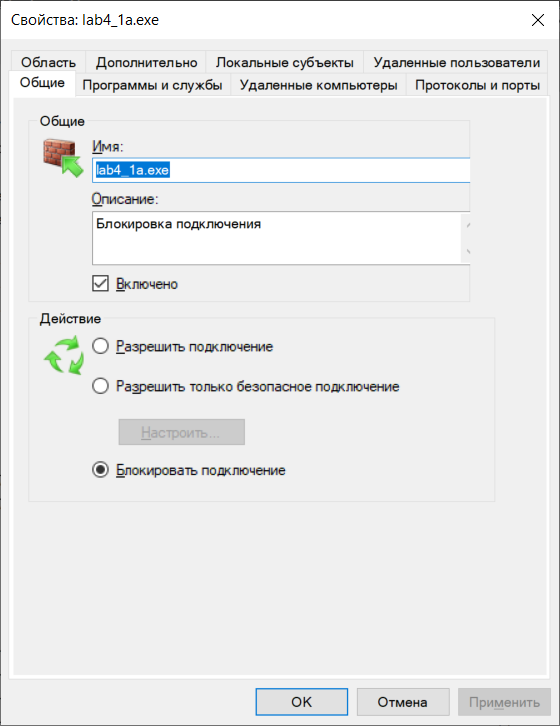 Свойства: lab4_1a.exe
Область Дополнительно Локальные субъекты Удаленные пользователи
Общие Программы и службы Удаленные компьютеры Протоколы и порты
Общие
Имя:
lab4_1a.exe
Описание:
Блокировка подключения
Включено
Действие
Разрешить подключение
Разрешить только безопасное подключение
Настроить...
Блокировать подключение
OK Отмена Применить